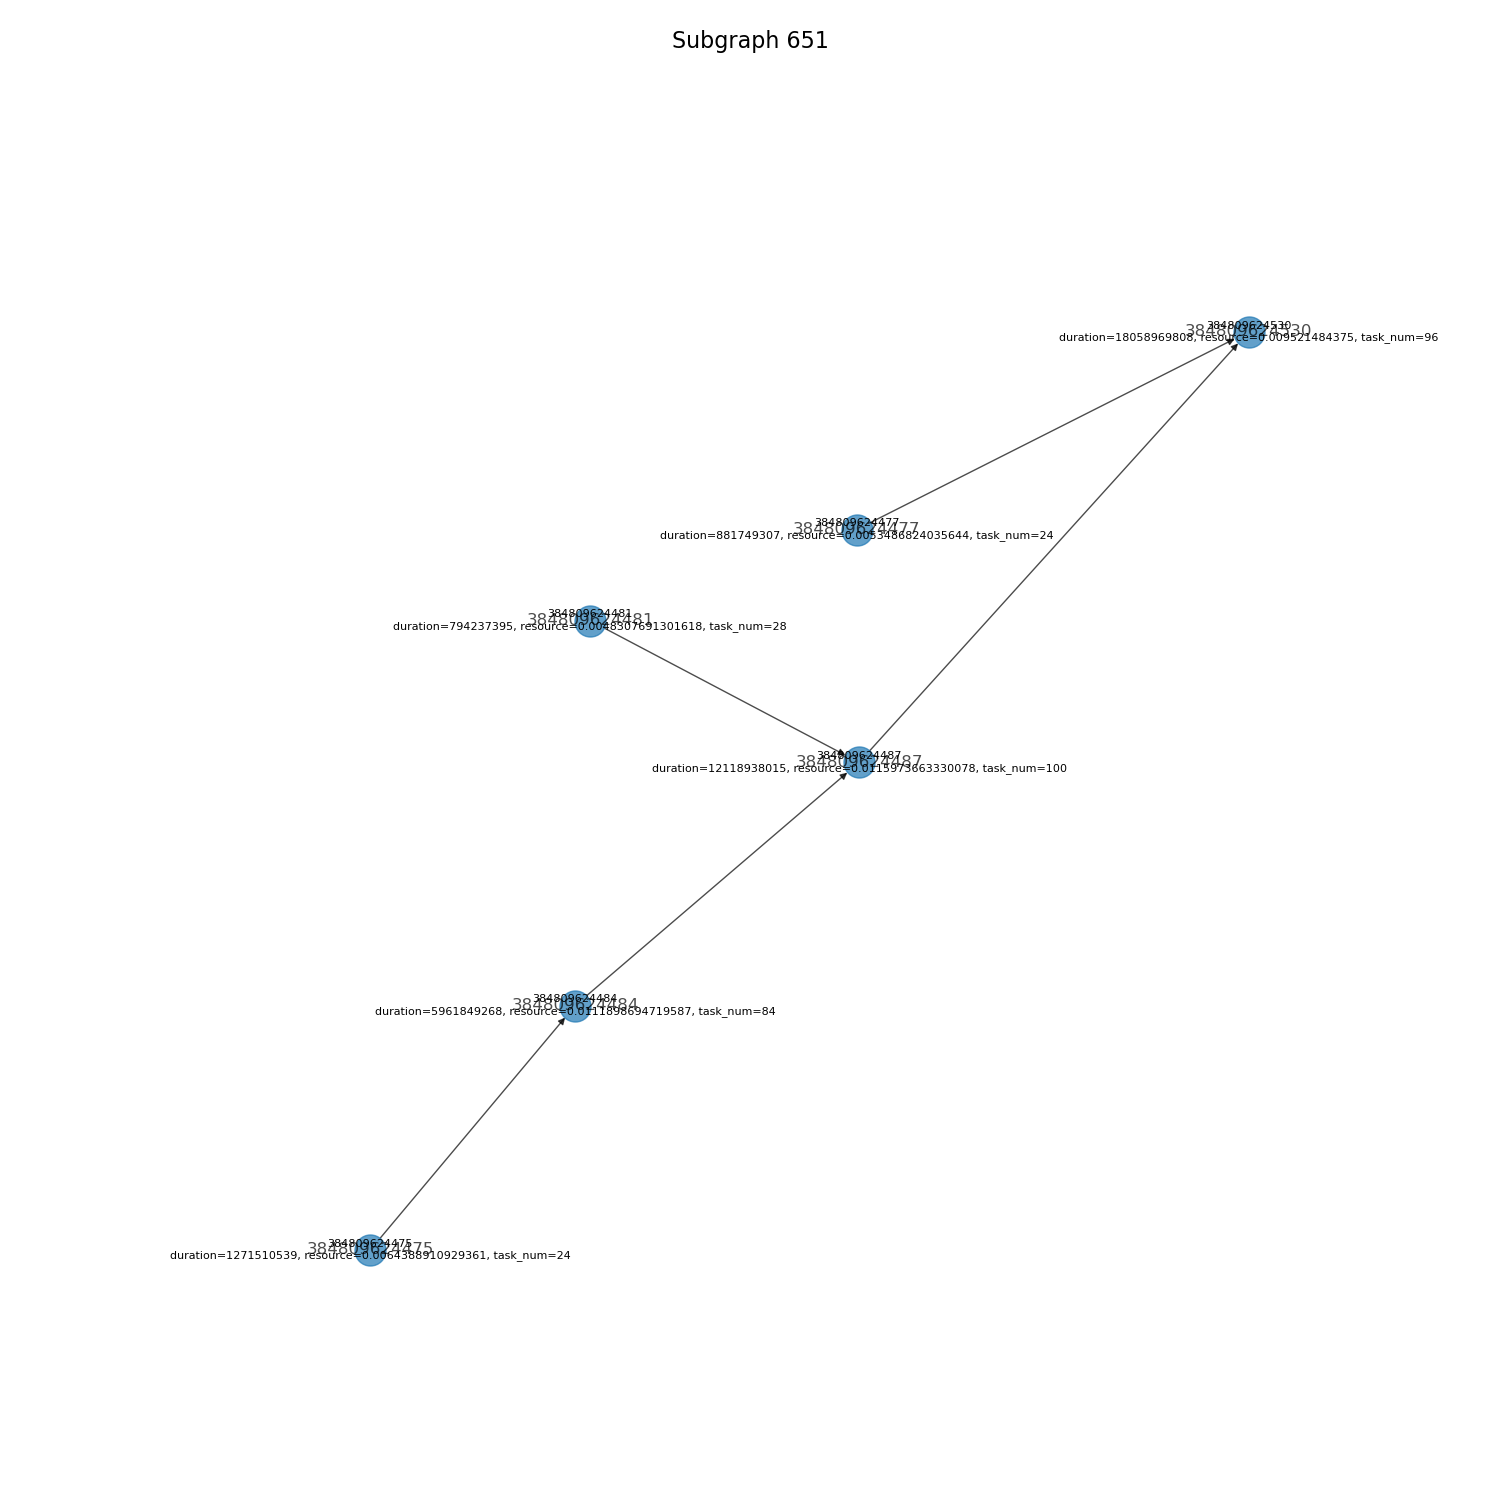 Subgraph 651
384809624530
384809624530
duration=18058969808, resource=0.009521484375, task_num=96
384809624477
384809624477
duration=881749307, resource=0.0053486824035644, task_num=24
384809624481
384809624481
duration=794237395, resource=0.0048307691301618, task_num=28
384809624487
384809624487
duration=12118938015, resource=0.0115973663330078, task_num=100
384809624484
384809624484
duration=5961849268, resource=0.0111898694719587, task_num=84
384809624475
384809624475
duration=1271510539, resource=0.0064388910929361, task_num=24